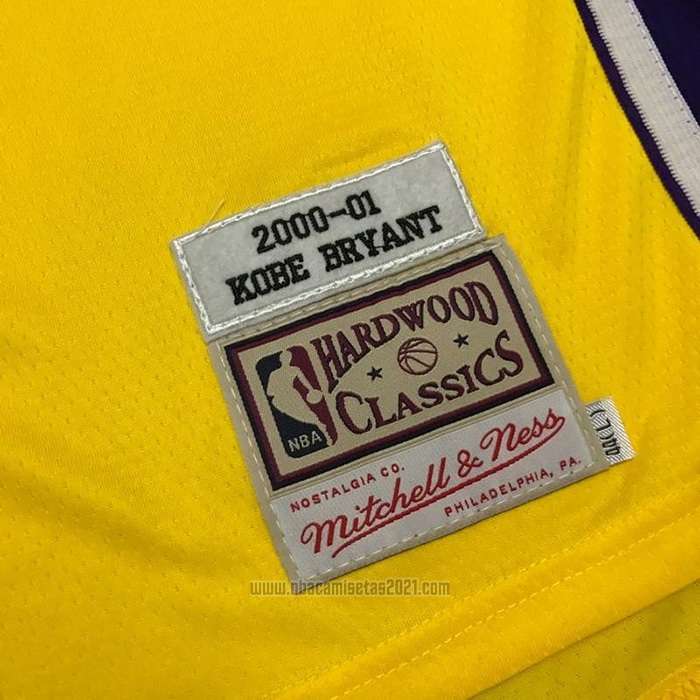 2000-01
KOBE BRYANT
HARDWOOD
CLASSICS
NBA
NOSTALGIA CO.
Mitchell & Ness
PHILADELPHIA, PA.
www.nbacamisetas2021.com